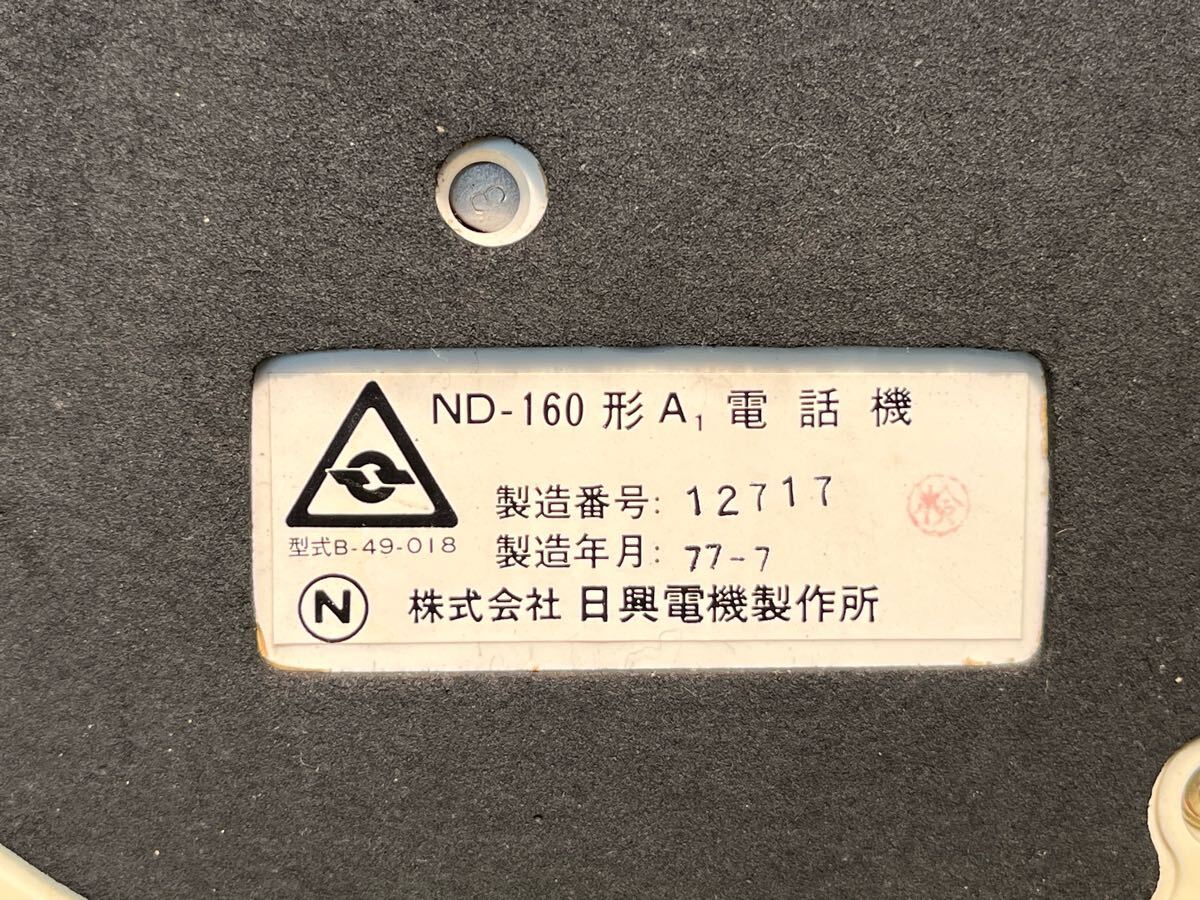 ND-160 形 A1 電話機
製造番号: 12717
製造年月: 77-7
型式B-49-018
N 株式会社 日興電機製作所